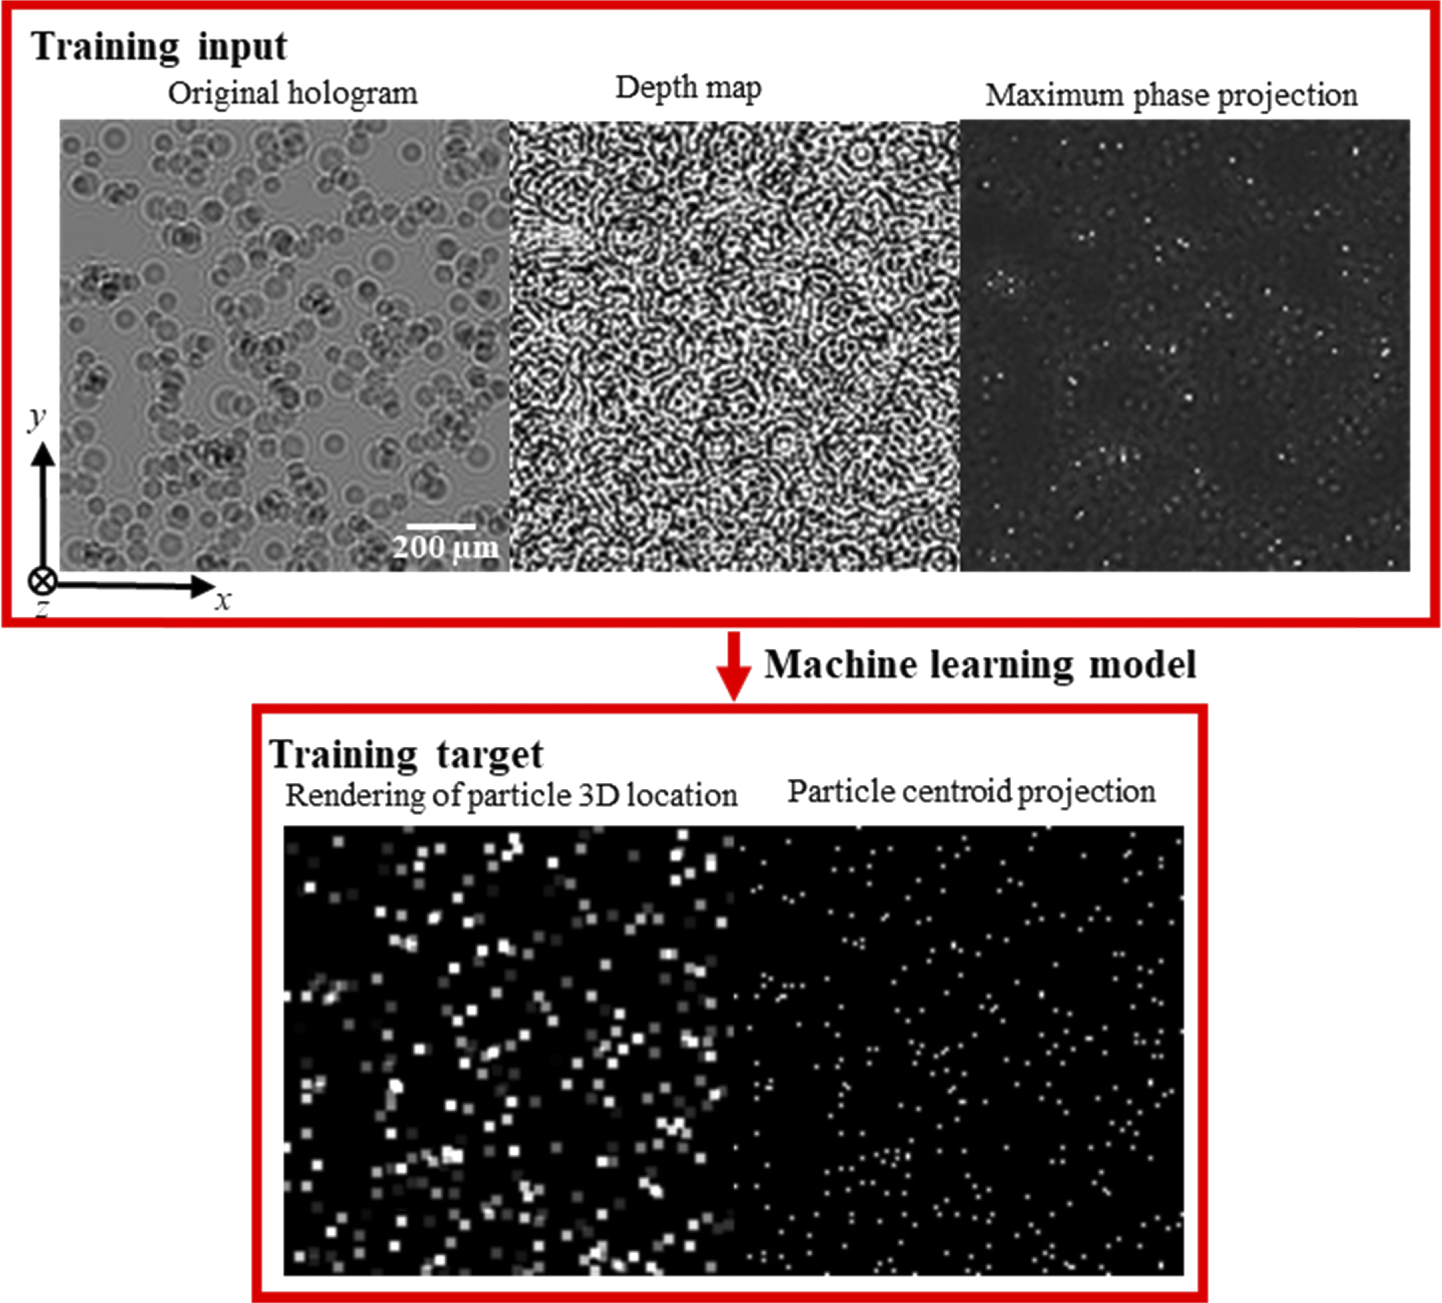 Training input
Original hologram
Depth map
Maximum phase projection
y
200 µm
z
x
Machine learning model
Training target
Rendering of particle 3D location
Particle centroid projection